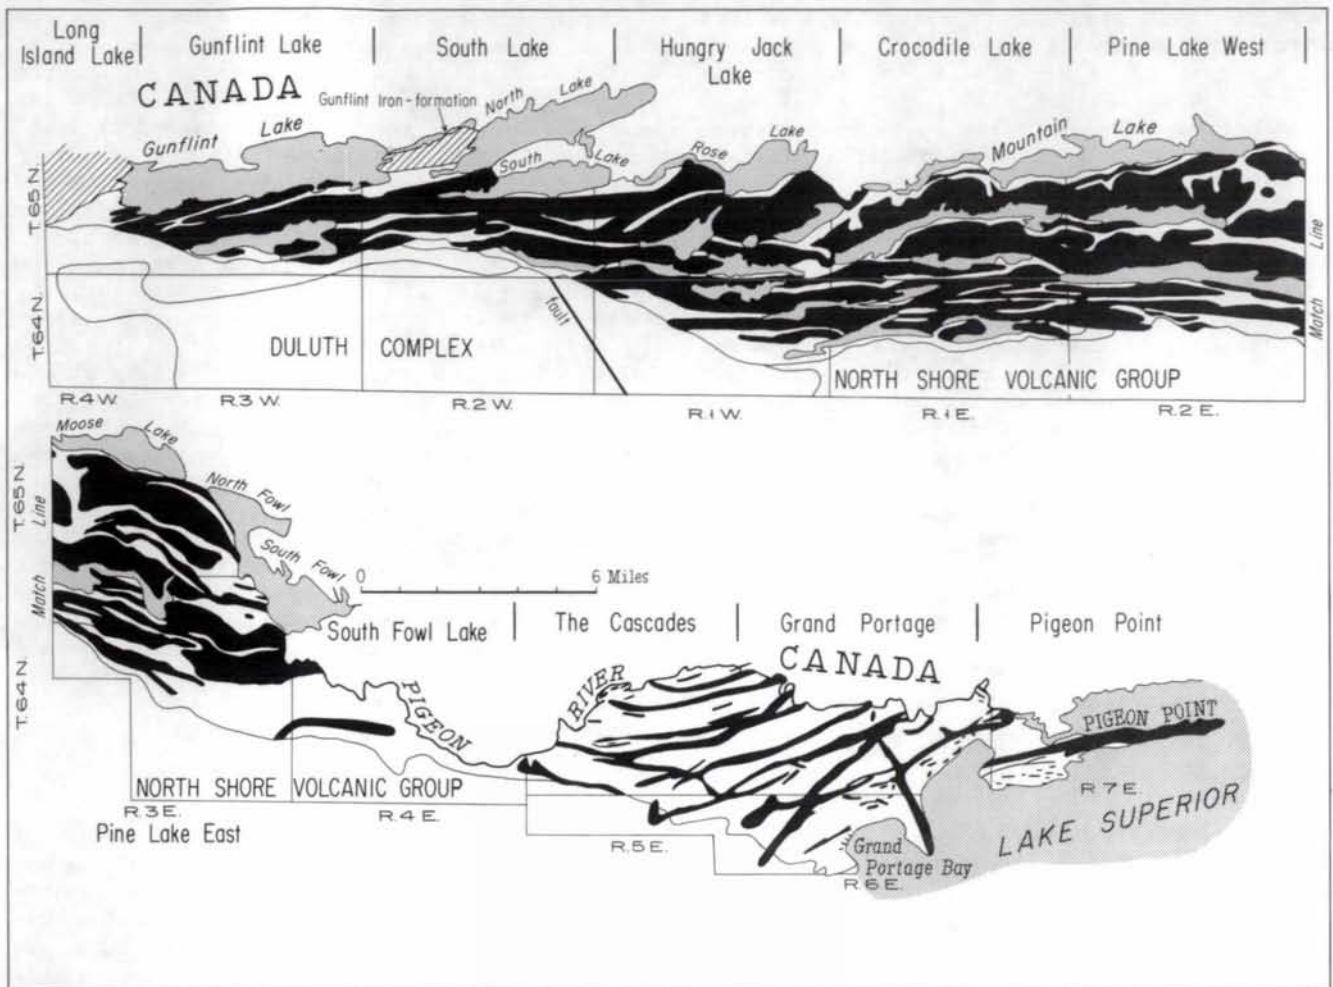 Long
Island Lake
Gunflint Lake
South Lake
Hungry Jack
Lake
Crocodile Lake
Pine Lake West
CANADA
Gunflint Iron-formation
North Lake
Gunflint Lake
South Lake
Rose Lake
Mountain Lake
T.65 N.
T.64 N.
fault
Line
Match
DULUTH COMPLEX
NORTH SHORE VOLCANIC GROUP
R.4 W.
R.3 W.
R.2 W.
R.1 W.
R.1 E.
R.2 E.
Moose Lake
North Fowl
South Fowl
T.65 N.
Line
Match
T.64 N.
0 6 Miles
South Fowl Lake
The Cascades
Grand Portage
Pigeon Point
CANADA
PIGEON
RIVER
PIGEON POINT
NORTH SHORE VOLCANIC GROUP
R.3 E.
R.4 E.
R.5 E.
R.6 E.
R.7 E.
Pine Lake East
Grand
Portage Bay
LAKE SUPERIOR